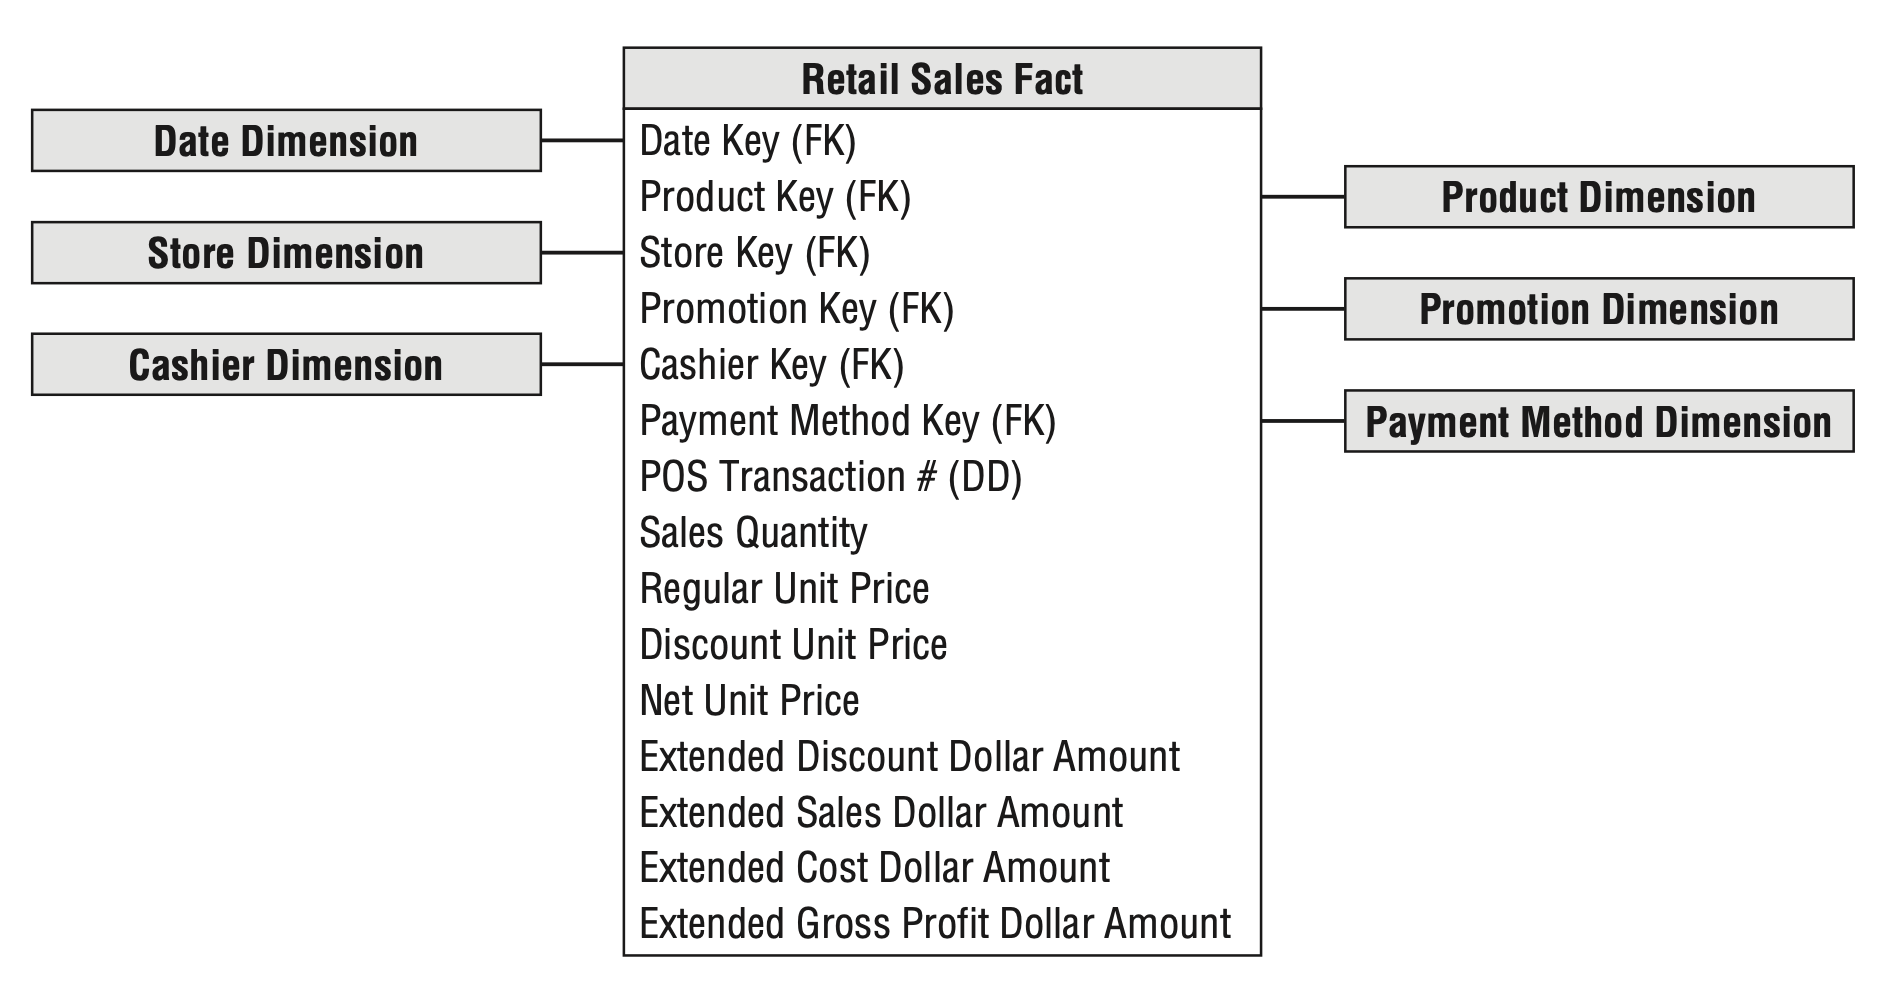 Retail Sales Fact
Date Key (FK)
Product Key (FK)
Store Key (FK)
Promotion Key (FK)
Cashier Key (FK)
Payment Method Key (FK)
POS Transaction # (DD)
Sales Quantity
Regular Unit Price
Discount Unit Price
Net Unit Price
Extended Discount Dollar Amount
Extended Sales Dollar Amount
Extended Cost Dollar Amount
Extended Gross Profit Dollar Amount
Date Dimension
Store Dimension
Cashier Dimension
Product Dimension
Promotion Dimension
Payment Method Dimension